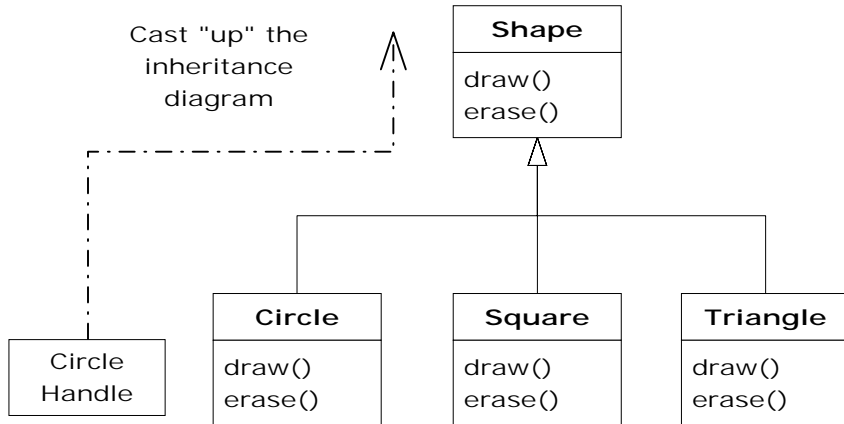 Cast "up" the
inheritance
diagram
Shape
draw()
erase()
Circle
Handle
Circle
draw()
erase()
Square
draw()
erase()
Triangle
draw()
erase()